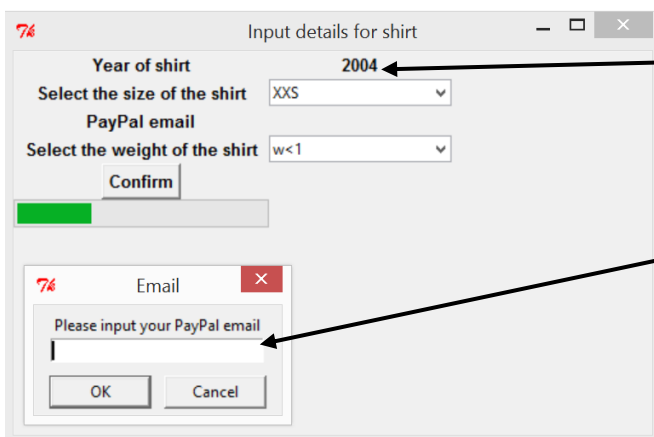 Input details for shirt
Year of shirt 2004
Select the size of the shirt XXS
PayPal email
Select the weight of the shirt w<1
Confirm
Email
Please input your PayPal email
OK Cancel